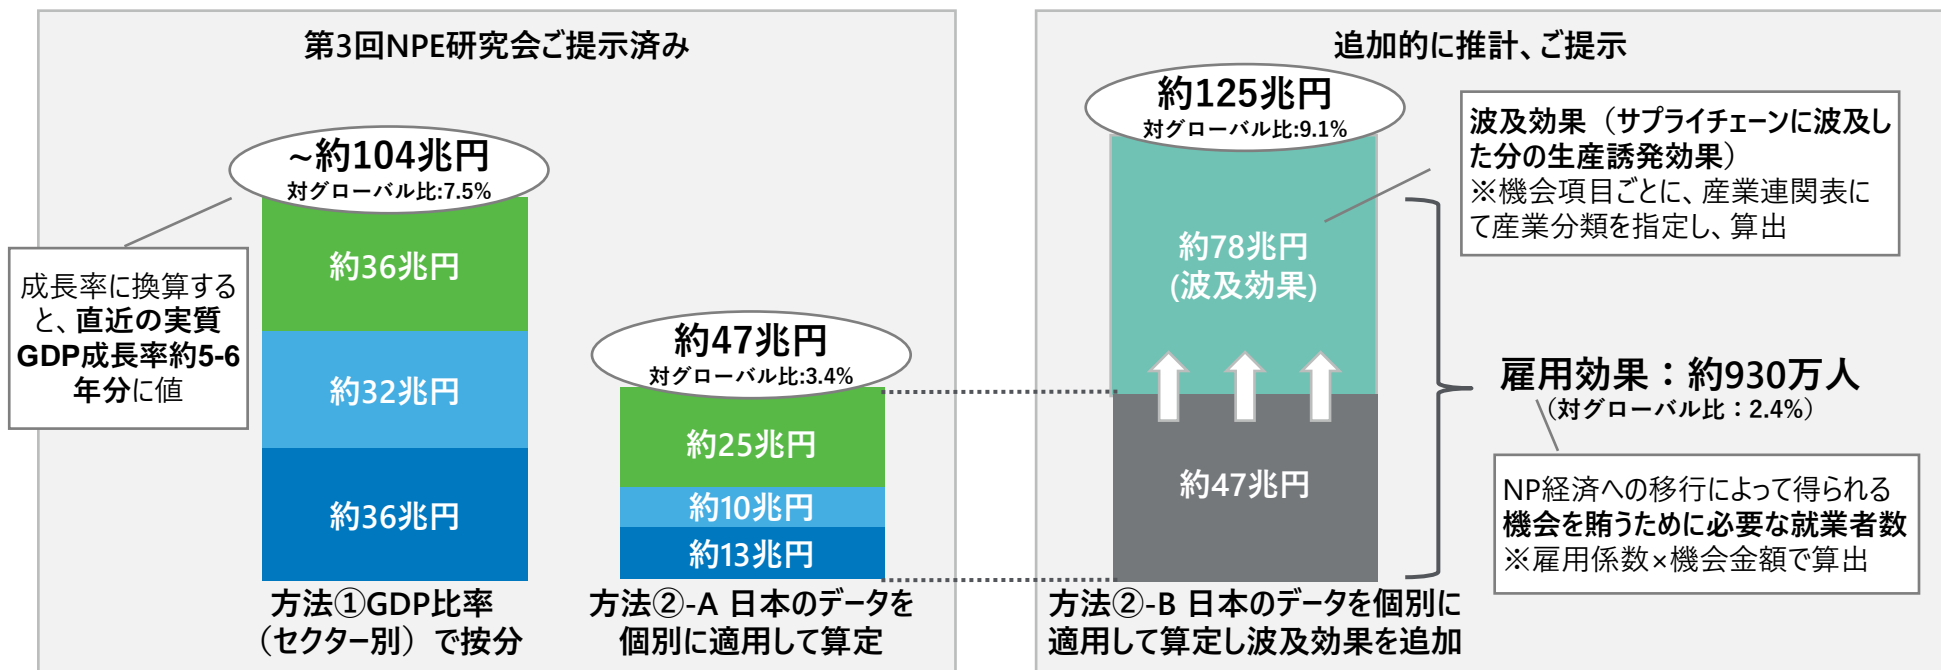 第3回NPE研究会ご提示済み
~約104兆円
対グローバル比:7.5%
成長率に換算する
と、直近の実質
GDP成長率約5-6
年分に値
約36兆円
約32兆円
約36兆円
方法①GDP比率
（セクター別）で按分
約47兆円
対グローバル比:3.4%
約25兆円
約10兆円
約13兆円
方法②-A 日本のデータを
個別に適用して算定
追加的に推計、ご提示
約125兆円
対グローバル比:9.1%
約78兆円
(波及効果)
約47兆円
方法②-B 日本のデータを個別に
適用して算定し波及効果を追加
波及効果（サプライチェーンに波及し
た分の生産誘発効果）
※機会項目ごとに、産業連関表に
て産業分類を指定し、算出
雇用効果：約930万人
（対グローバル比：2.4%）
NP経済への移行によって得られる
機会を賄うために必要な就業者数
※雇用係数×機会金額で算出